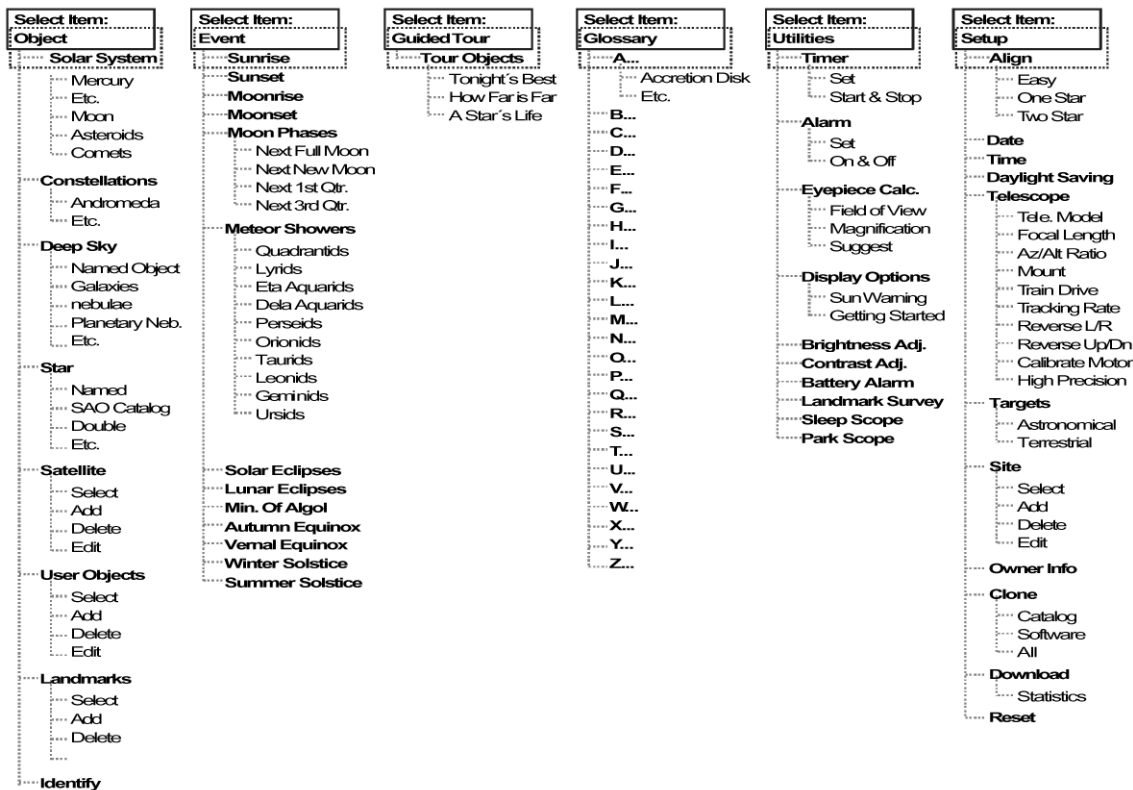 Select Item:
Object
Solar System
Mercury
Etc.
Moon
Asteroids
Comets
Constellations
Andromeda
Etc.
Deep Sky
Named Object
Galaxies
nebulae
Planetary Neb.
Etc.
Star
Named
SAO Catalog
Double
Etc.
Satellite
Select
Add
Delete
Edit
User Objects
Select
Add
Delete
Edit
Landmarks
Select
Add
Delete
Identify
Select Item:
Event
Sunrise
Sunset
Moonrise
Moonset
Moon Phases
Next Full Moon
Next New Moon
Next 1st Qtr.
Next 3rd Qtr.
Meteor Showers
Quadrantids
Lyrids
Eta Aquarids
Dela Aquarids
Perseids
Orionids
Taurids
Leonids
Geminids
Ursids
Solar Eclipses
Lunar Eclipses
Min. Of Algol
Autumn Equinox
Vernal Equinox
Winter Solstice
Summer Solstice
Select Item:
Guided Tour
Tour Objects
Tonight´s Best
How Far is Far
A Star´s Life
Select Item:
Glossary
A...
Accretion Disk
Etc.
B...
C...
D...
E...
F...
G...
H...
I...
J...
K...
L...
M...
N...
O...
P...
Q...
R...
S...
T...
U...
V...
W...
X...
Y...
Z...
Select Item:
Utilities
Timer
Set
Start & Stop
Alarm
Set
On & Off
Eyepiece Calc.
Field of View
Magnification
Suggest
Display Options
Sun Warning
Getting Started
Brightness Adj.
Contrast Adj.
Battery Alarm
Landmark Survey
Sleep Scope
Park Scope
Select Item:
Setup
Align
Easy
One Star
Two Star
Date
Time
Daylight Saving
Telescope
Tele. Model
Focal Length
Az/Alt Ratio
Mount
Train Drive
Tracking Rate
Reverse L/R
Reverse Up/Dn
Calibrate Motor
High Precision
Targets
Astronomical
Terrestrial
Site
Select
Add
Delete
Edit
Owner Info
Clone
Catalog
Software
All
Download
Statistics
Reset